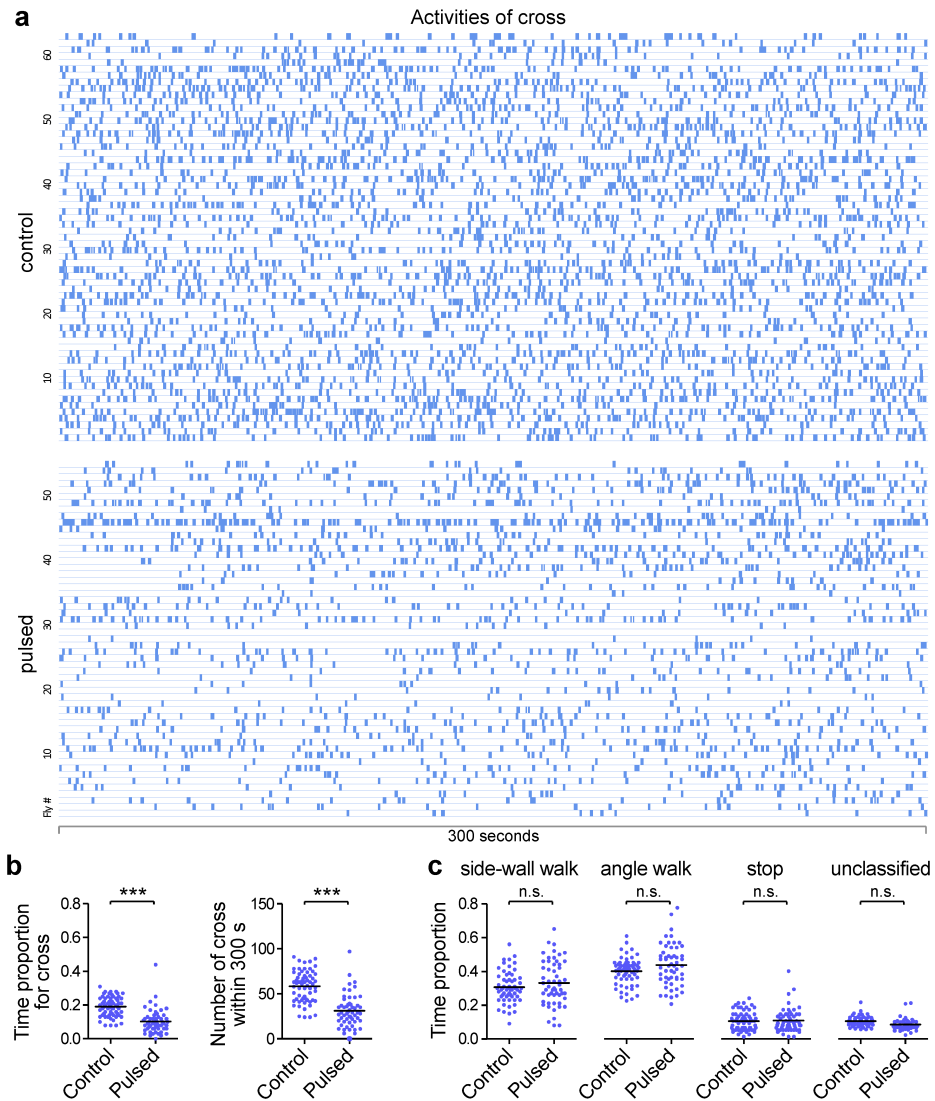 a
Activities of cross
control
60
50
40
30
20
10
pulsed
50
40
30
20
10
Fly #
300 seconds
b
Time proportion
for cross
0.8
0.6
0.4
0.2
0.0
***
Control
Pulsed
Number of cross
within 300 s
150
100
50
0
***
Control
Pulsed
c
Time proportion
0.8
0.6
0.4
0.2
0.0
side-wall walk
n.s.
Control
Pulsed
angle walk
n.s.
Control
Pulsed
stop
n.s.
Control
Pulsed
unclassified
n.s.
Control
Pulsed